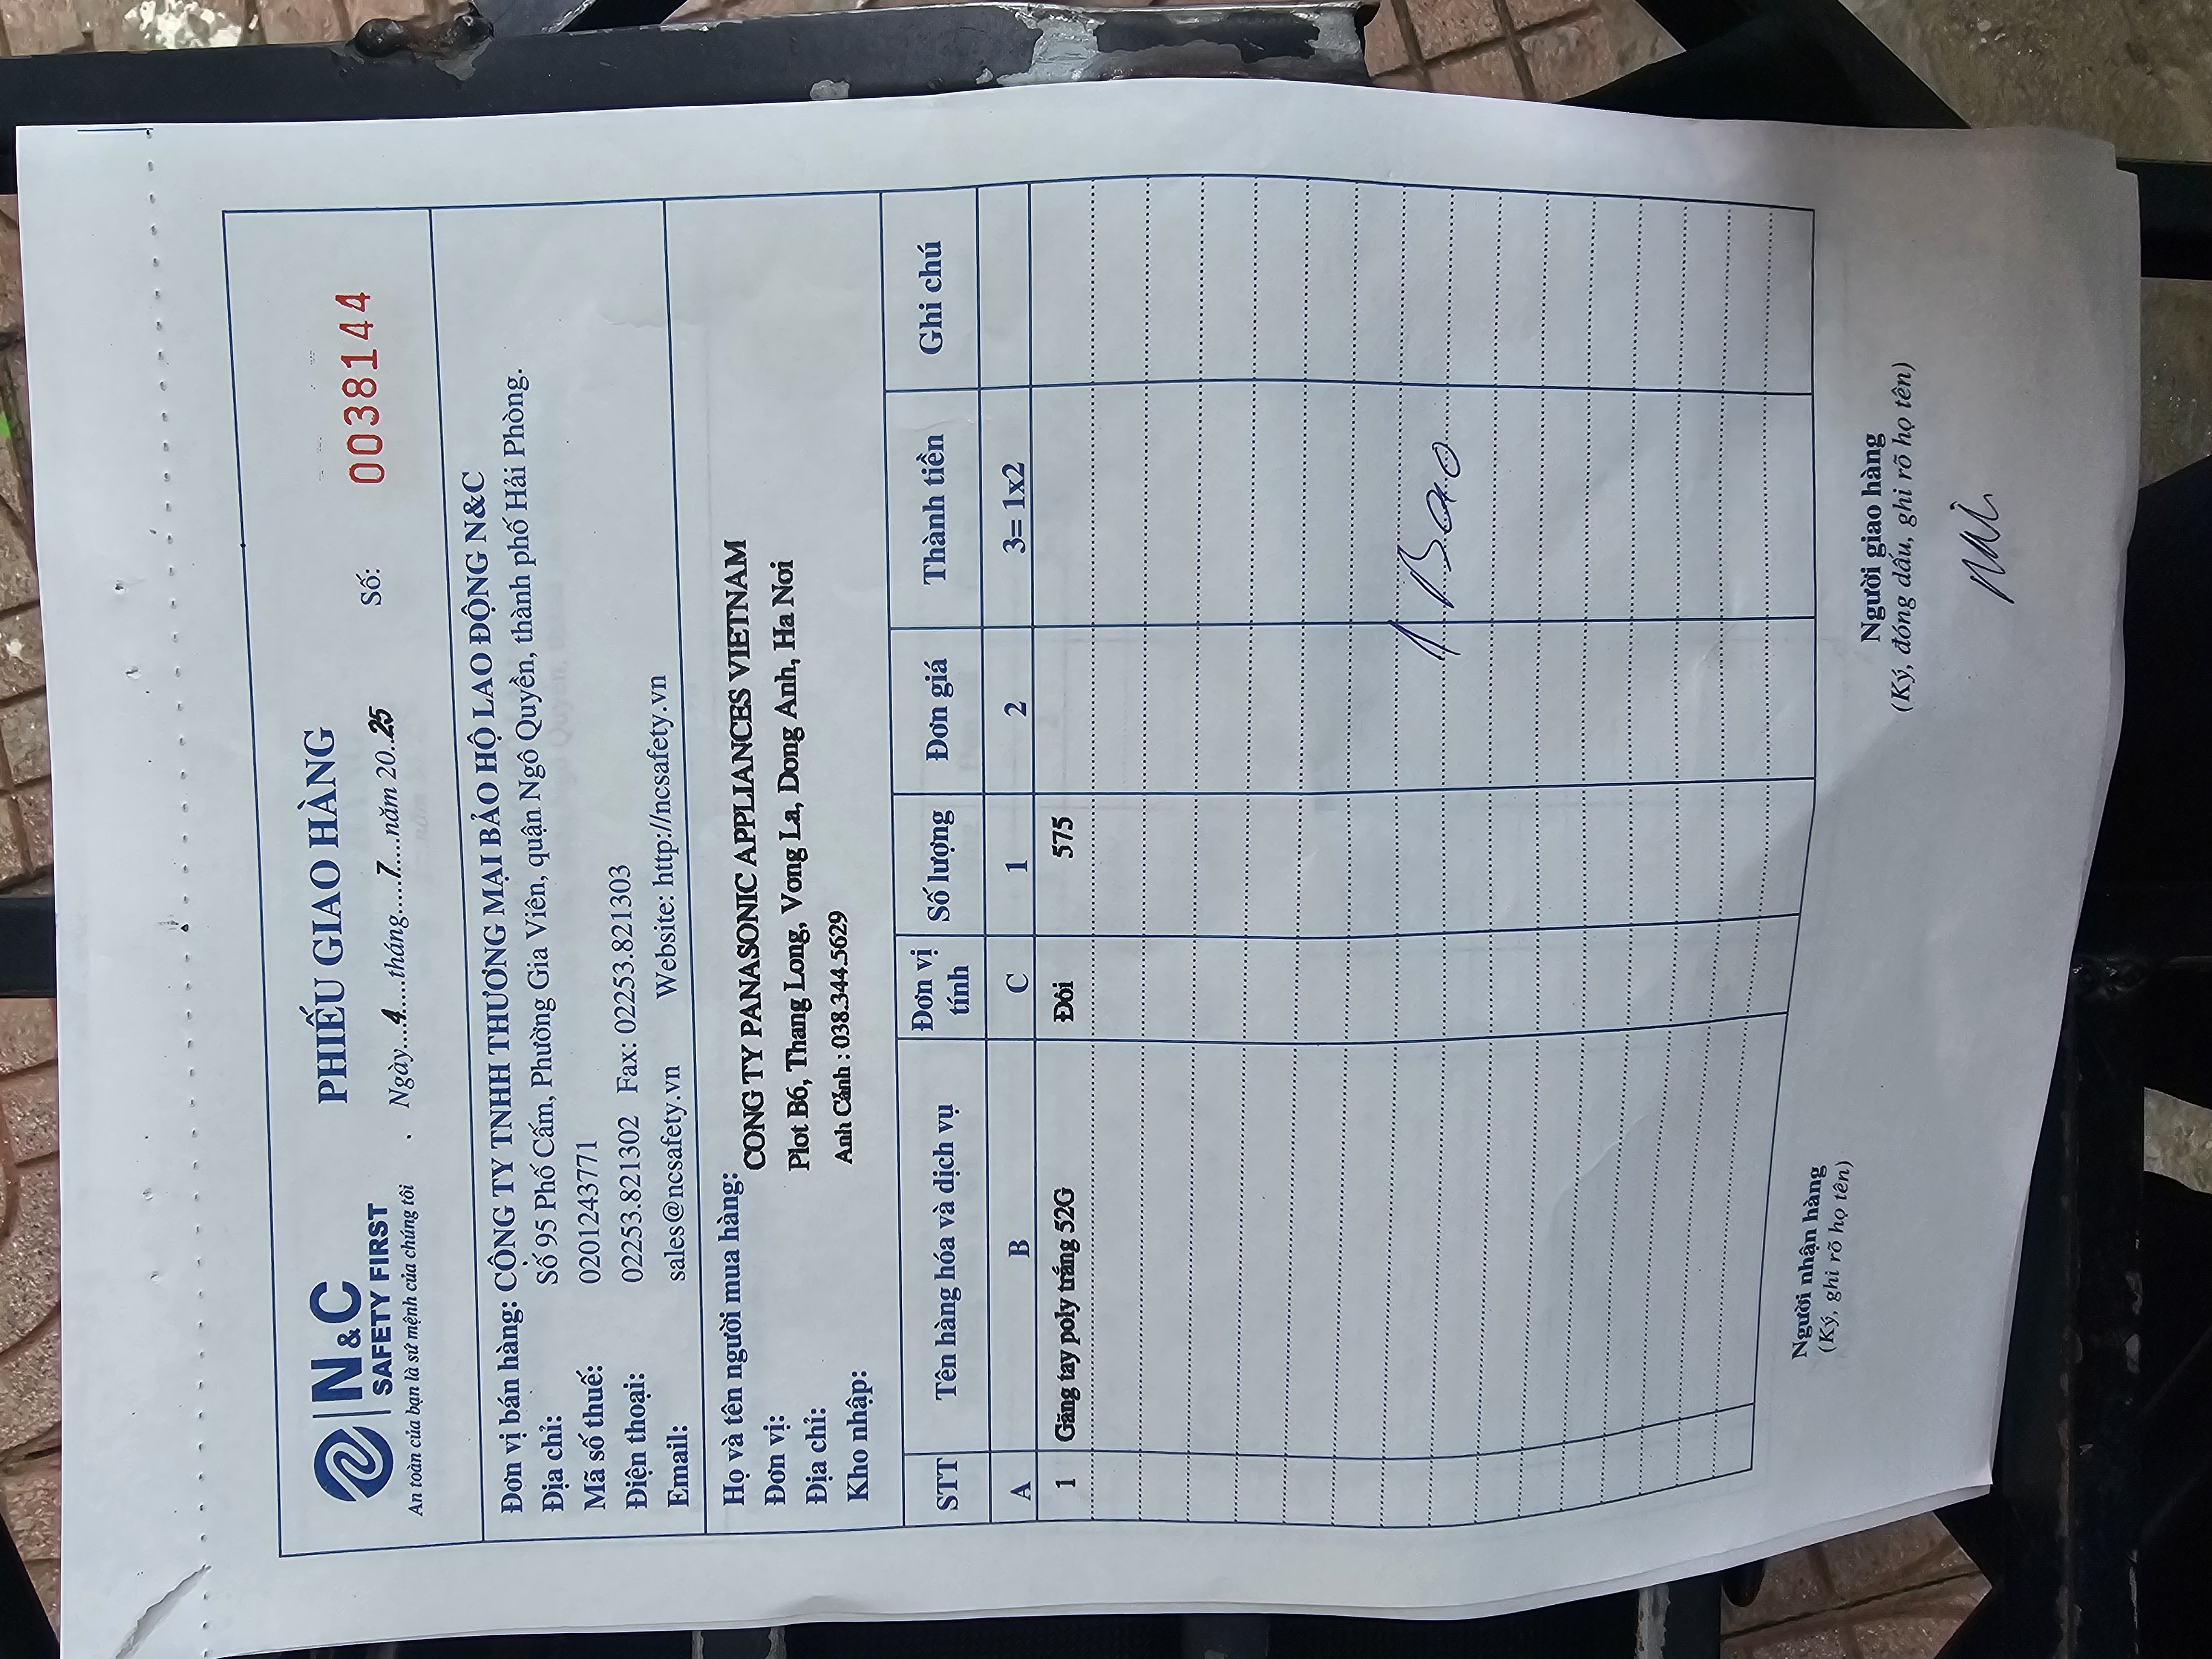 N&C
SAFETY FIRST
An toàn của bạn là sứ mệnh của chúng tôi
PHIẾU GIAO HÀNG
Ngày....4....tháng....7....năm 20..25
Số: 0038144
Đơn vị bán hàng: CÔNG TY TNHH THƯƠNG MẠI BẢO HỘ LAO ĐỘNG N&C
Địa chỉ: Số 95 Phố Cấm, Phường Gia Viên, quận Ngô Quyền, thành phố Hải Phòng.
Mã số thuế: 0201243771
Điện thoại: 02253.821302 Fax: 02253.821303
Email: sales@ncsafety.vn Website: http://ncsafety.vn
Họ và tên người mua hàng:
Đơn vị: CONG TY PANASONIC APPLIANCES VIETNAM
Địa chỉ: Plot B6, Thang Long, Vong La, Dong Anh, Ha Noi
Kho nhập: Anh Cảnh : 038.344.5629
STT Tên hàng hóa và dịch vụ Đơn vị tính Số lượng Đơn giá Thành tiền Ghi chú
A B C 1 2 3= 1x2
1 Găng tay poly trắng 52G Đôi 575
A Bảo
Người nhận hàng Người giao hàng
(Ký, ghi rõ họ tên) (Ký, đóng dấu, ghi rõ họ tên)